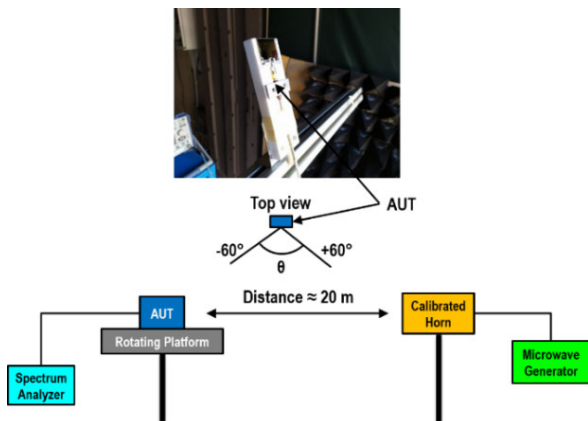 Top view
AUT
-60°
+60°
θ
Distance ≈ 20 m
AUT
Rotating Platform
Calibrated
Horn
Spectrum
Analyzer
Microwave
Generator